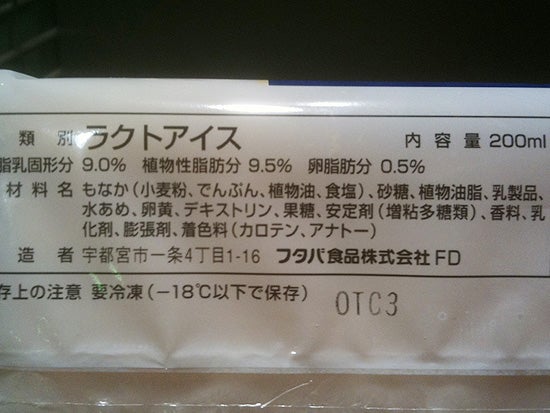 類別 ラクトアイス 内容量 200ml
脂乳固形分 9.0% 植物性脂肪分 9.5% 卵脂肪分 0.5%
材料名 もなか(小麦粉、でんぷん、植物油、食塩)、砂糖、植物油脂、乳製品、
水あめ、卵黄、デキストリン、果糖、安定剤(増粘多糖類)、香料、乳
化剤、膨張剤、着色料(カロテン、アナトー)
造者 宇都宮市一条4丁目1-16 フタバ食品株式会社FD
存上の注意 要冷凍(-18℃以下で保存) OTC3